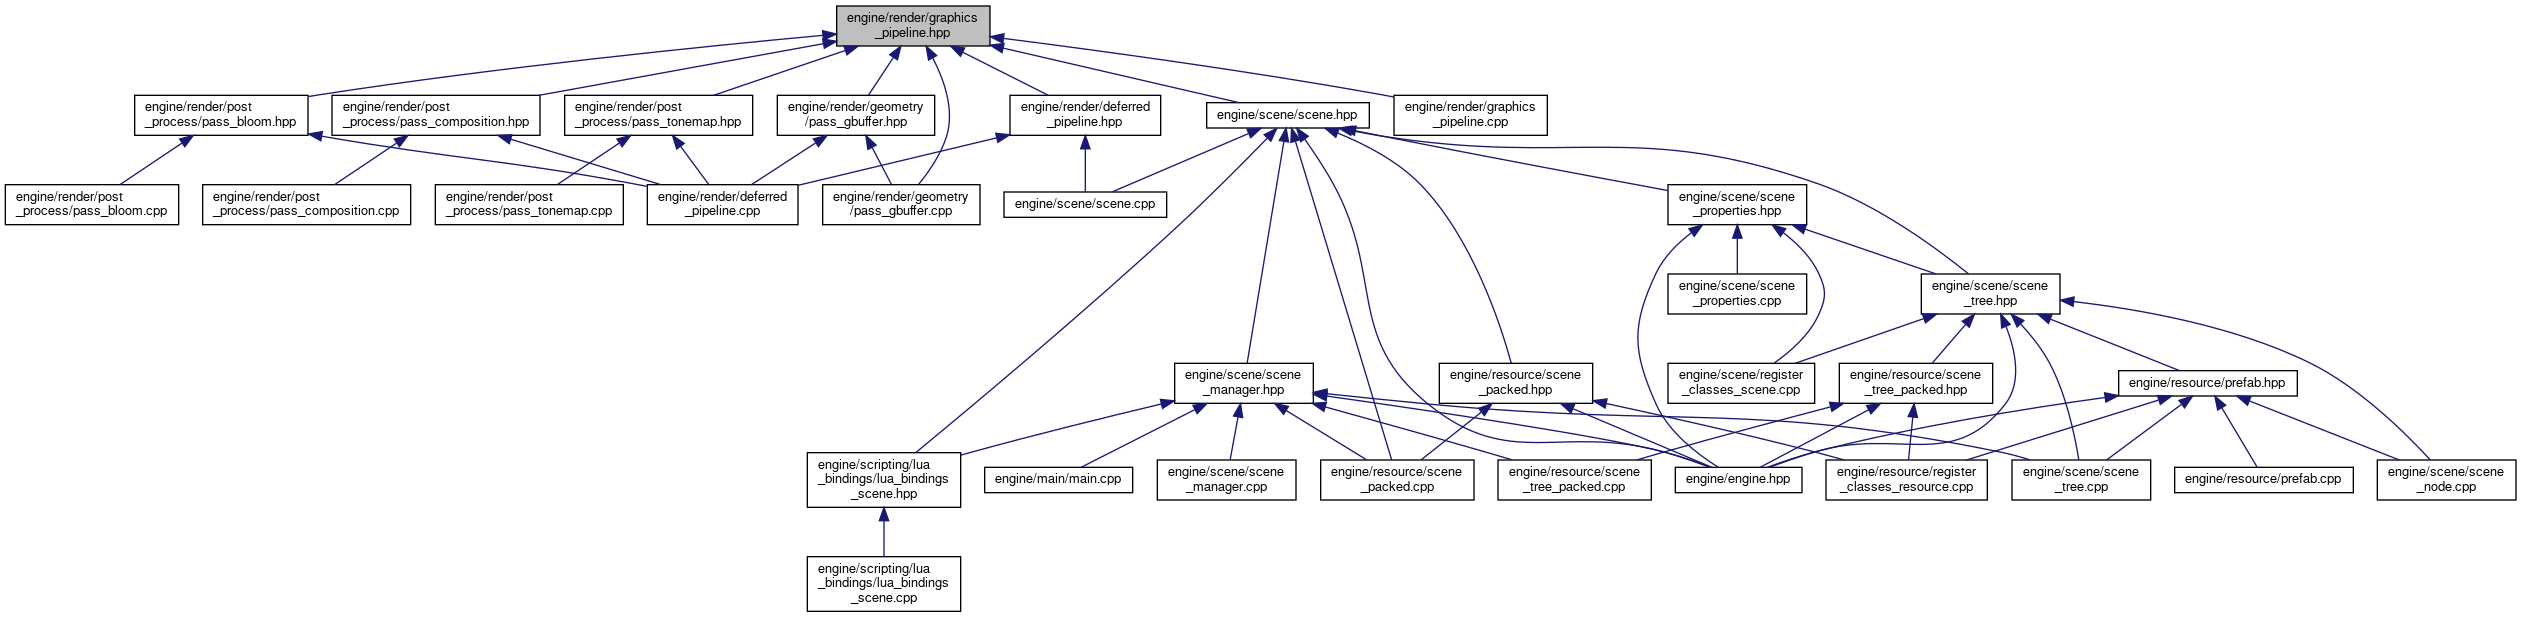 engine/render/graphics
_pipeline.hpp
engine/render/post
_process/pass_bloom.hpp
engine/render/post
_process/pass_composition.hpp
engine/render/post
_process/pass_tonemap.hpp
engine/render/geometry
/pass_gbuffer.hpp
engine/render/deferred
_pipeline.hpp
engine/scene/scene.hpp
engine/render/graphics
_pipeline.cpp
engine/render/post
_process/pass_bloom.cpp
engine/render/post
_process/pass_composition.cpp
engine/render/post
_process/pass_tonemap.cpp
engine/render/deferred
_pipeline.cpp
engine/render/geometry
/pass_gbuffer.cpp
engine/scene/scene.cpp
engine/scene/scene
_properties.hpp
engine/scene/scene
_properties.cpp
engine/scene/scene
_tree.hpp
engine/scene/scene
_manager.hpp
engine/resource/scene
_packed.hpp
engine/scene/register
_classes_scene.cpp
engine/resource/scene
_tree_packed.hpp
engine/resource/prefab.hpp
engine/scripting/lua
_bindings/lua_bindings
_scene.hpp
engine/main/main.cpp
engine/scene/scene
_manager.cpp
engine/resource/scene
_packed.cpp
engine/resource/scene
_tree_packed.cpp
engine/engine.hpp
engine/resource/register
_classes_resource.cpp
engine/scene/scene
_tree.cpp
engine/resource/prefab.cpp
engine/scene/scene
_node.cpp
engine/scripting/lua
_bindings/lua_bindings
_scene.cpp